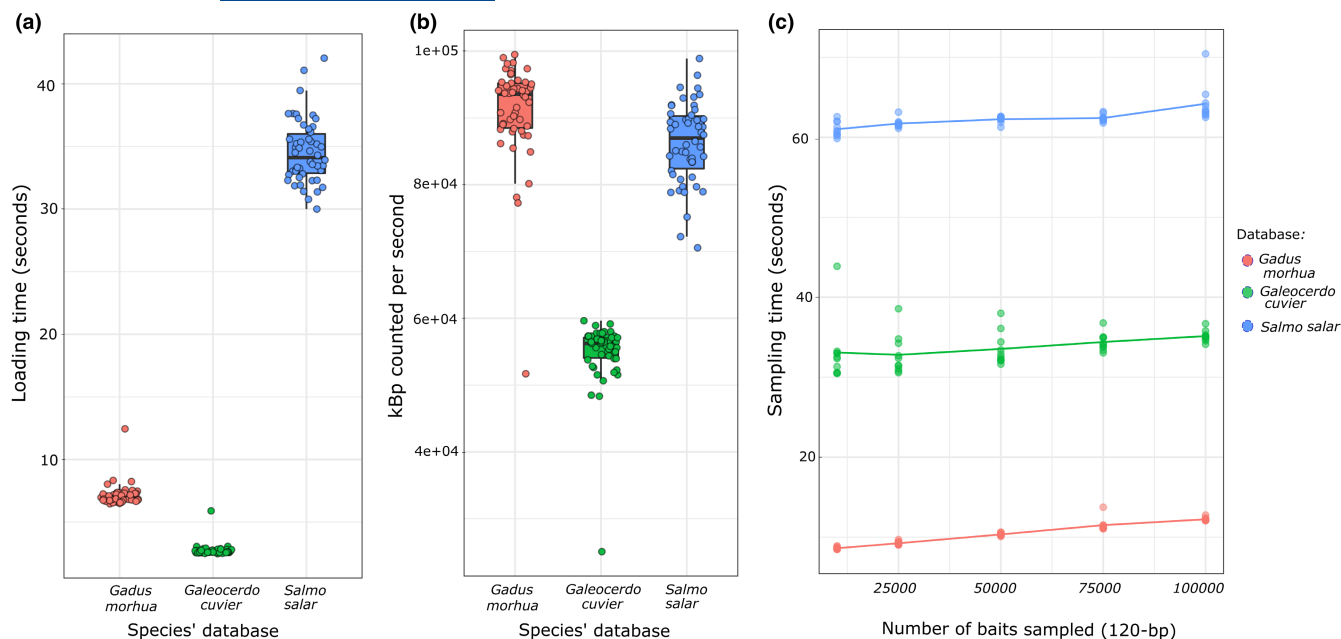 (a)
Loading time (seconds)
40
30
20
10
Gadus
morhua
Galeocerdo
cuvier
Salmo
salar
Species' database
(b)
kBp counted per second
1e+05
8e+04
6e+04
4e+04
Gadus
morhua
Galeocerdo
cuvier
Salmo
salar
Species' database
(c)
Sampling time (seconds)
60
40
20
25000
50000
75000
100000
Number of baits sampled (120-bp)
Database:
Gadus
morhua
Galeocerdo
cuvier
Salmo salar